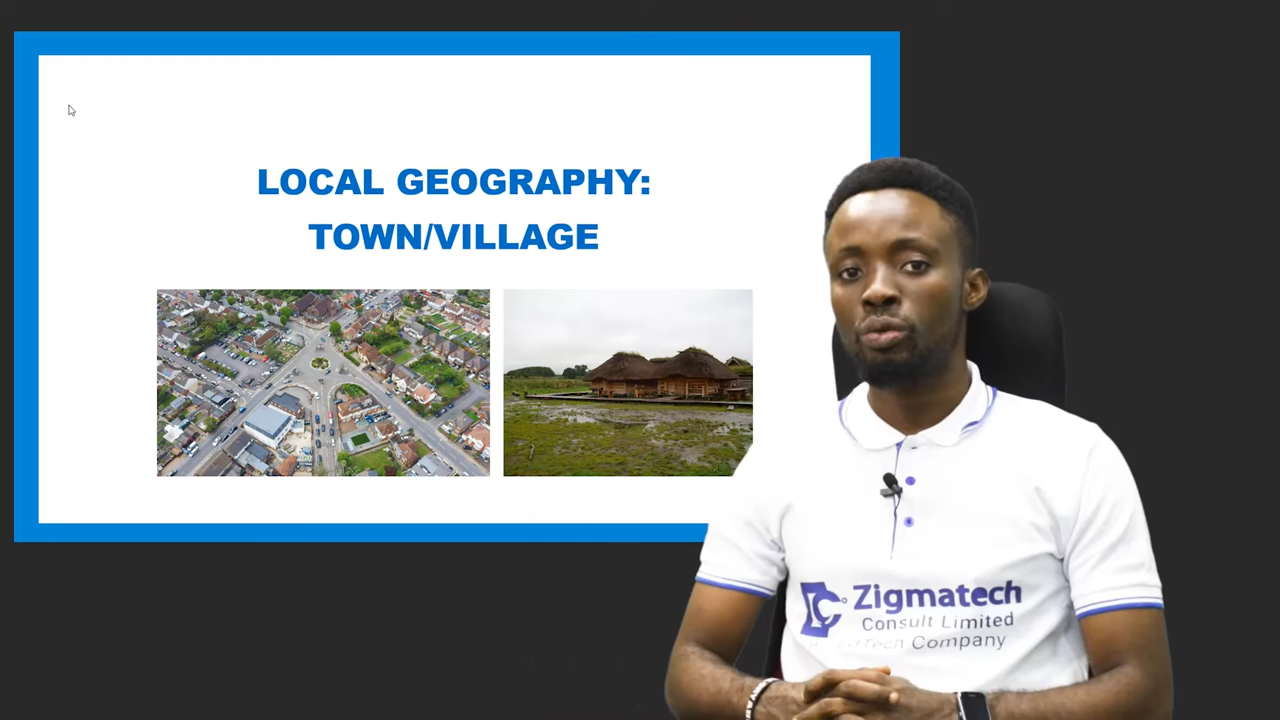 LOCAL GEOGRAPHY:
TOWN/VILLAGE
Zigmatech
Consult Limited
Company